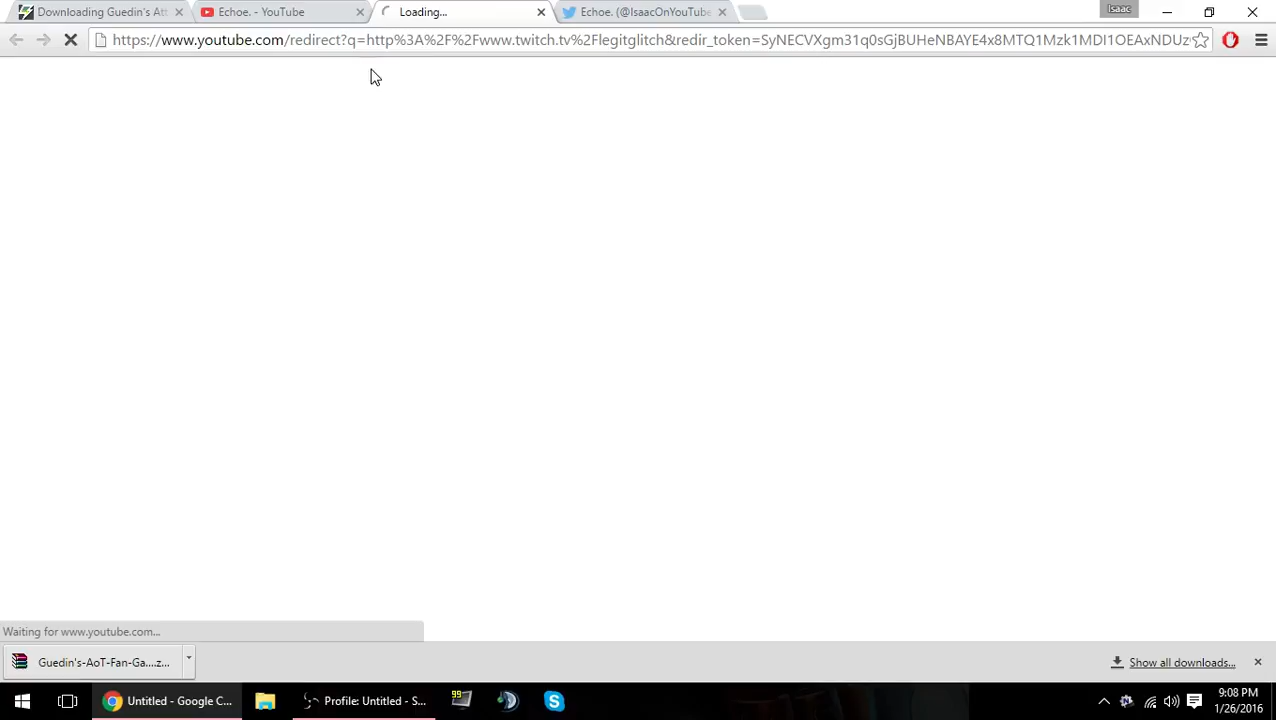 Downloading Guedin's Att
Echoe. - YouTube
Loading...
Echoe. (@IsaacOnYouTube
Isaac
https://www.youtube.com/redirect?q=http%3A%2F%2Fwww.twitch.tv%2Flegitglitch&redir_token=SyNECVXgm31q0sGjBUHeNBAYE4x8MTQ1Mzk1MDI1OEAxNDUz
Waiting for www.youtube.com...
Guedin's-AoT-Fan-Ga....z...
Show all downloads...
Untitled - Google C...
Profile: Untitled - S...
99
9:08 PM
1/26/2016